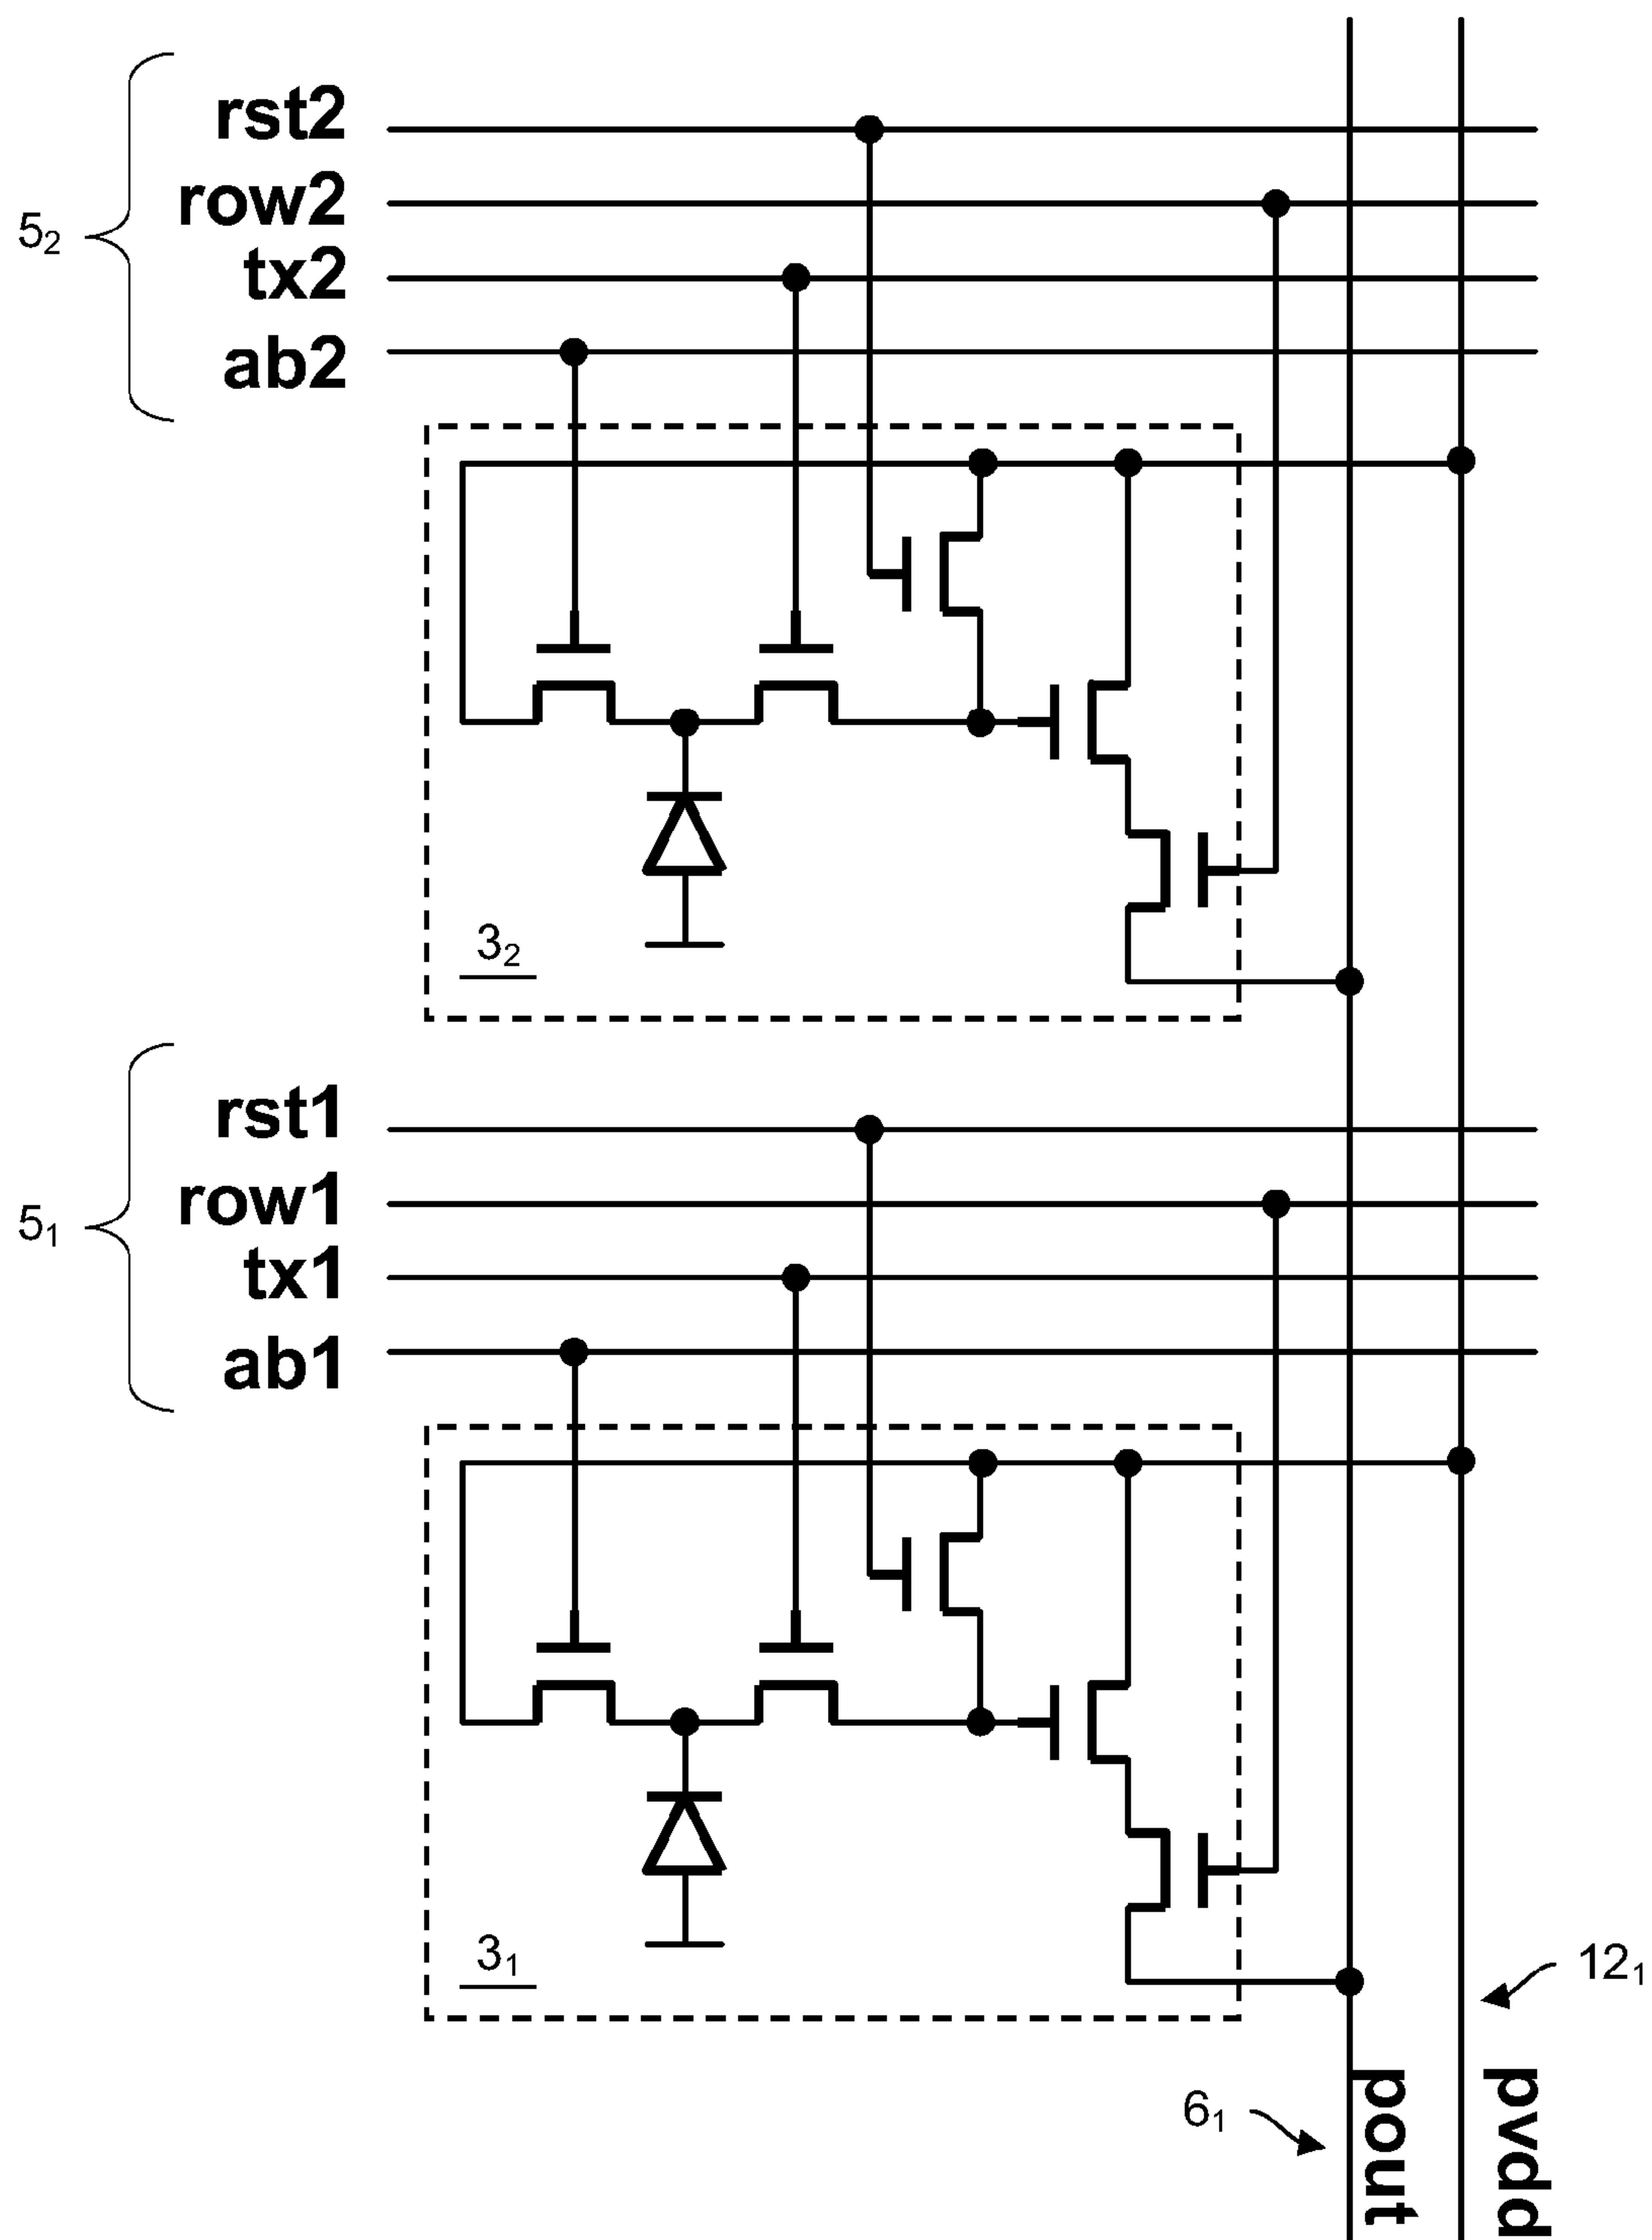 rst2
row2
5₂
tx2
ab2
3₂
rst1
row1
5₁
tx1
ab1
3₁
12₁
6₁
pout
pvdd